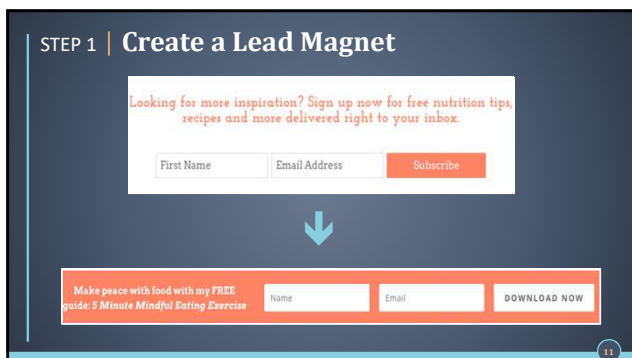 STEP 1 | Create a Lead Magnet
Looking for more inspiration? Sign up now for free nutrition tips,
recipes and more delivered right to your inbox.
First Name Email Address Subscribe
Make peace with food with my FREE
guide: 5 Minute Mindful Eating Exercise
Name Email DOWNLOAD NOW
11